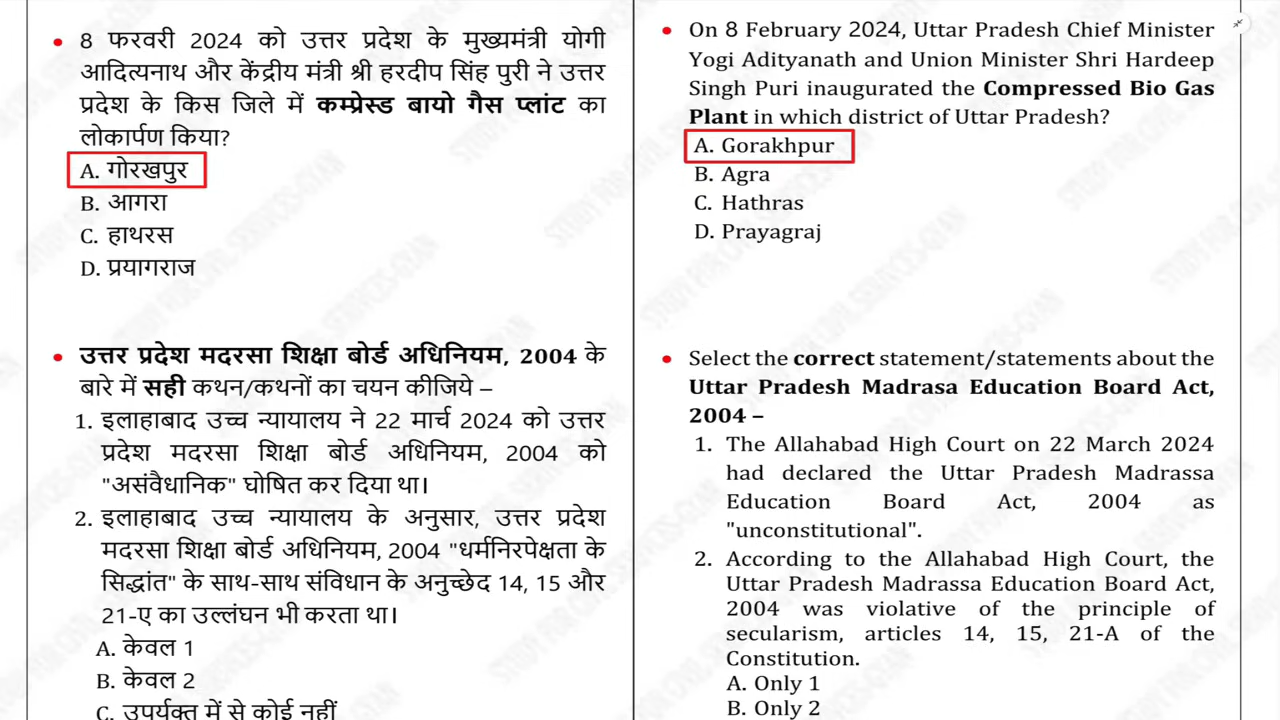 • 8 फरवरी 2024 को उत्तर प्रदेश के मुख्यमंत्री योगी
आदित्यनाथ और केंद्रीय मंत्री श्री हरदीप सिंह पुरी ने उत्तर
प्रदेश के किस जिले में कम्प्रेस्ड बायो गैस प्लांट का
लोकार्पण किया?
A. गोरखपुर
B. आगरा
C. हाथरस
D. प्रयागराज
• उत्तर प्रदेश मदरसा शिक्षा बोर्ड अधिनियम, 2004 के
बारे में सही कथन/कथनों का चयन कीजिये –
1. इलाहाबाद उच्च न्यायालय ने 22 मार्च 2024 को उत्तर
प्रदेश मदरसा शिक्षा बोर्ड अधिनियम, 2004 को
"असंवैधानिक" घोषित कर दिया था।
2. इलाहाबाद उच्च न्यायालय के अनुसार, उत्तर प्रदेश
मदरसा शिक्षा बोर्ड अधिनियम, 2004 "धर्मनिरपेक्षता के
सिद्धांत" के साथ-साथ संविधान के अनुच्छेद 14, 15 और
21-ए का उल्लंघन भी करता था।
A. केवल 1
B. केवल 2
C. उपर्युक्त में से कोई नहीं
• On 8 February 2024, Uttar Pradesh Chief Minister
Yogi Adityanath and Union Minister Shri Hardeep
Singh Puri inaugurated the Compressed Bio Gas
Plant in which district of Uttar Pradesh?
A. Gorakhpur
B. Agra
C. Hathras
D. Prayagraj
• Select the correct statement/statements about the
Uttar Pradesh Madrasa Education Board Act,
2004 –
1. The Allahabad High Court on 22 March 2024
had declared the Uttar Pradesh Madrassa
Education Board Act, 2004 as
"unconstitutional".
2. According to the Allahabad High Court, the
Uttar Pradesh Madrassa Education Board Act,
2004 was violative of the principle of
secularism, articles 14, 15, 21-A of the
Constitution.
A. Only 1
B. Only 2